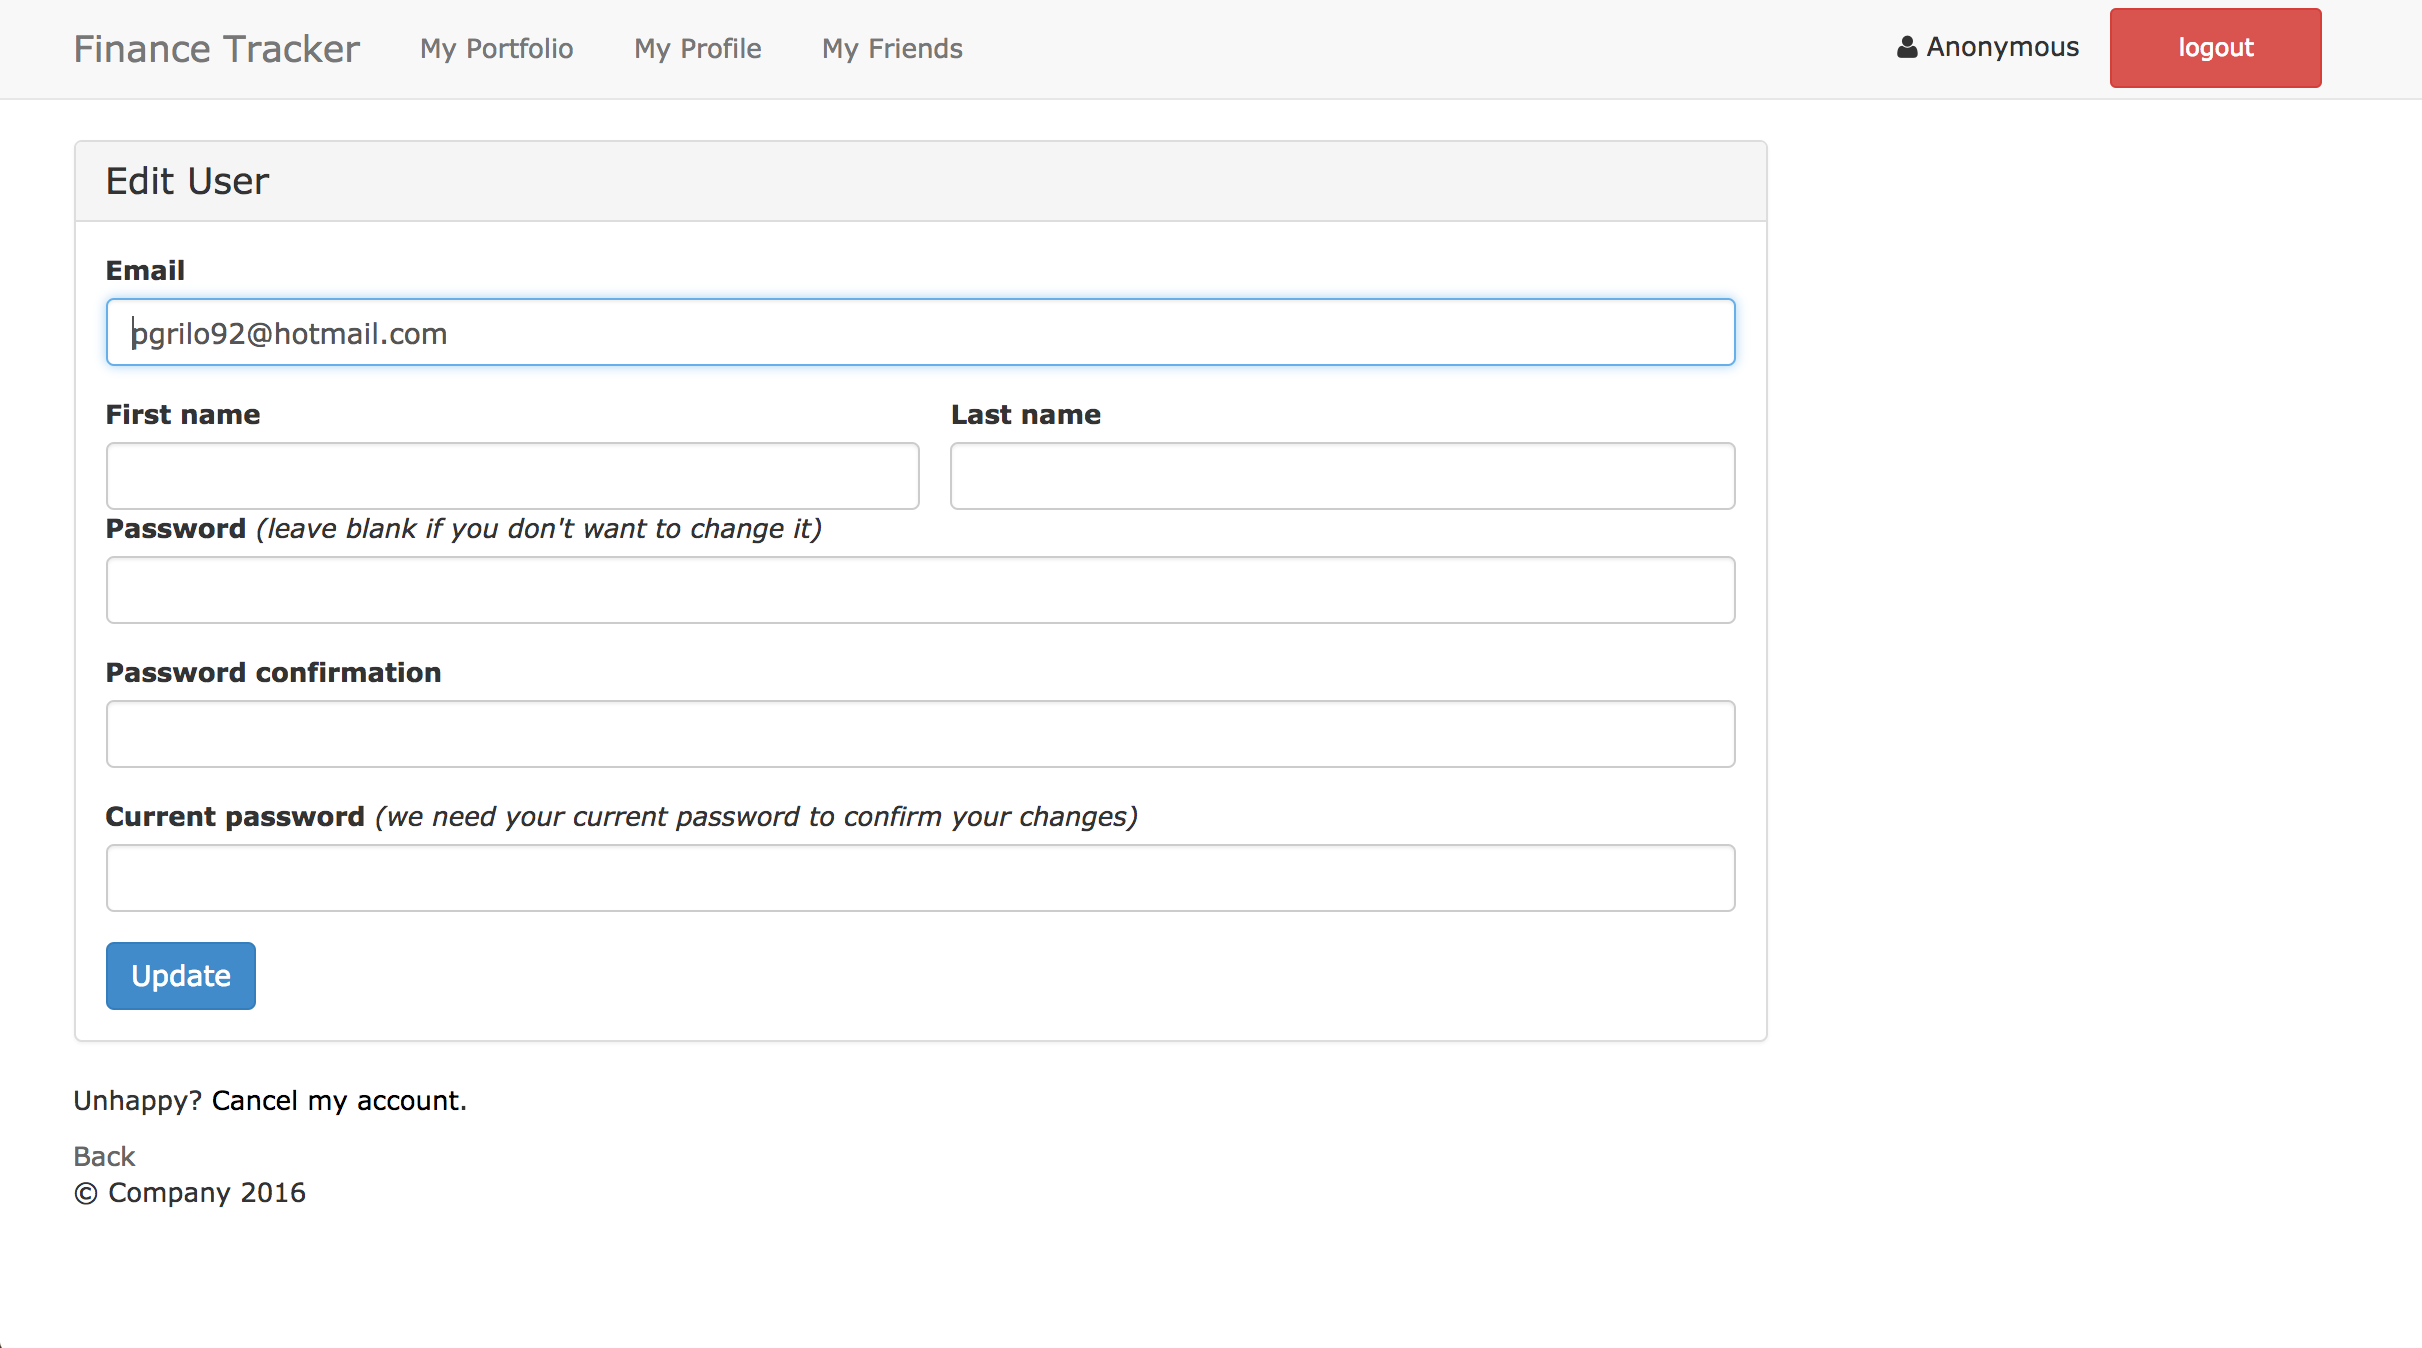 Finance Tracker My Portfolio My Profile My Friends Anonymous logout
Edit User
Email
pgrilo92@hotmail.com
First name Last name
Password (leave blank if you don't want to change it)
Password confirmation
Current password (we need your current password to confirm your changes)
Update
Unhappy? Cancel my account.
Back
© Company 2016